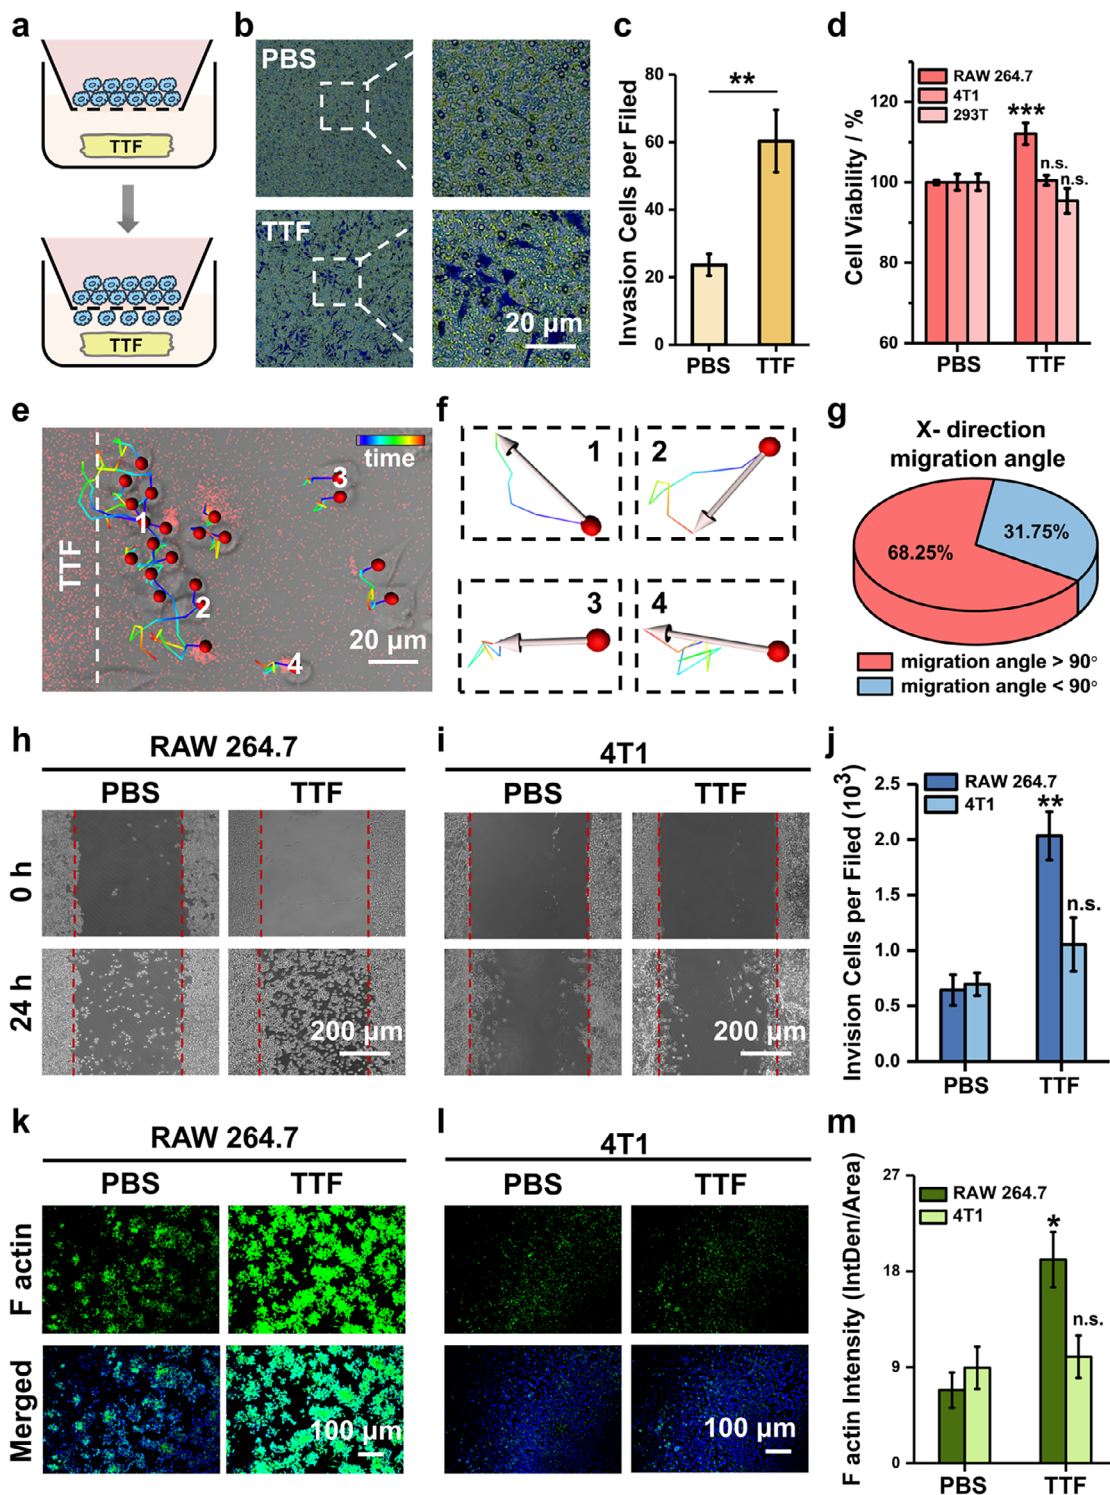 a
TTF
TTF
b
PBS
TTF
20 µm
c
Invasion Cells per Filed
80
60
40
20
0
**
PBS
TTF
d
Cell Viability / %
120
100
80
60
RAW 264.7
4T1
293T
***
n.s.
n.s.
PBS
TTF
e
time
TTF
1
2
3
4
20 µm
f
1
2
3
4
g
X- direction
migration angle
68.25%
31.75%
migration angle > 90°
migration angle < 90°
h
RAW 264.7
PBS
TTF
0 h
24 h
200 µm
i
4T1
PBS
TTF
200 µm
j
Invision Cells per Filed (10³)
2.5
2.0
1.5
1.0
0.5
0.0
RAW 264.7
4T1
**
n.s.
PBS
TTF
k
RAW 264.7
PBS
TTF
F actin
Merged
100 µm
l
4T1
PBS
TTF
100 µm
m
F actin Intensity (IntDen/Area)
27
18
9
0
RAW 264.7
4T1
*
n.s.
PBS
TTF